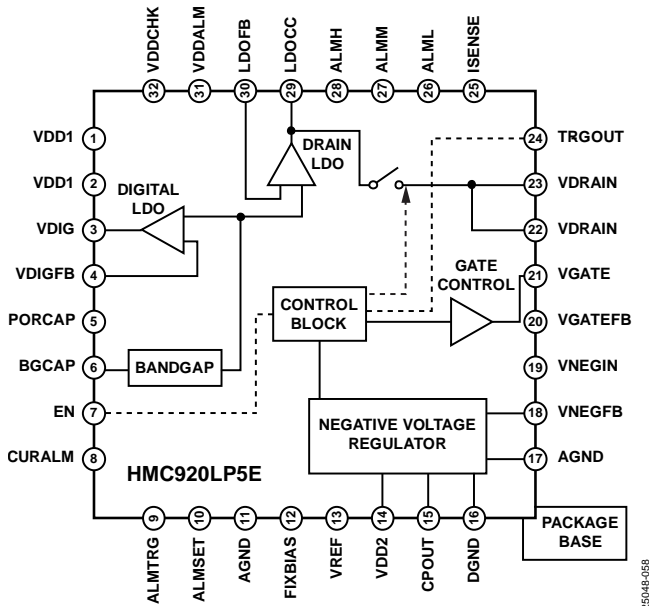 VDDCHK
VDDALM
LDOFB
LDOCC
ALMH
ALMM
ALML
ISENSE
32
31
30
29
28
27
26
25
VDD1
1
VDD1
2
VDIG
3
VDIGFB
4
PORCAP
5
BGCAP
6
EN
7
CURALM
8
DRAIN
LDO
DIGITAL
LDO
BANDGAP
CONTROL
BLOCK
GATE
CONTROL
NEGATIVE VOLTAGE
REGULATOR
HMC920LP5E
24
TRGOUT
23
VDRAIN
22
VDRAIN
21
VGATE
20
VGATEFB
19
VNEGIN
18
VNEGFB
17
AGND
9
10
11
12
13
14
15
16
ALMTRG
ALMSET
AGND
FIXBIAS
VREF
VDD2
CPOUT
DGND
PACKAGE
BASE
25048-058